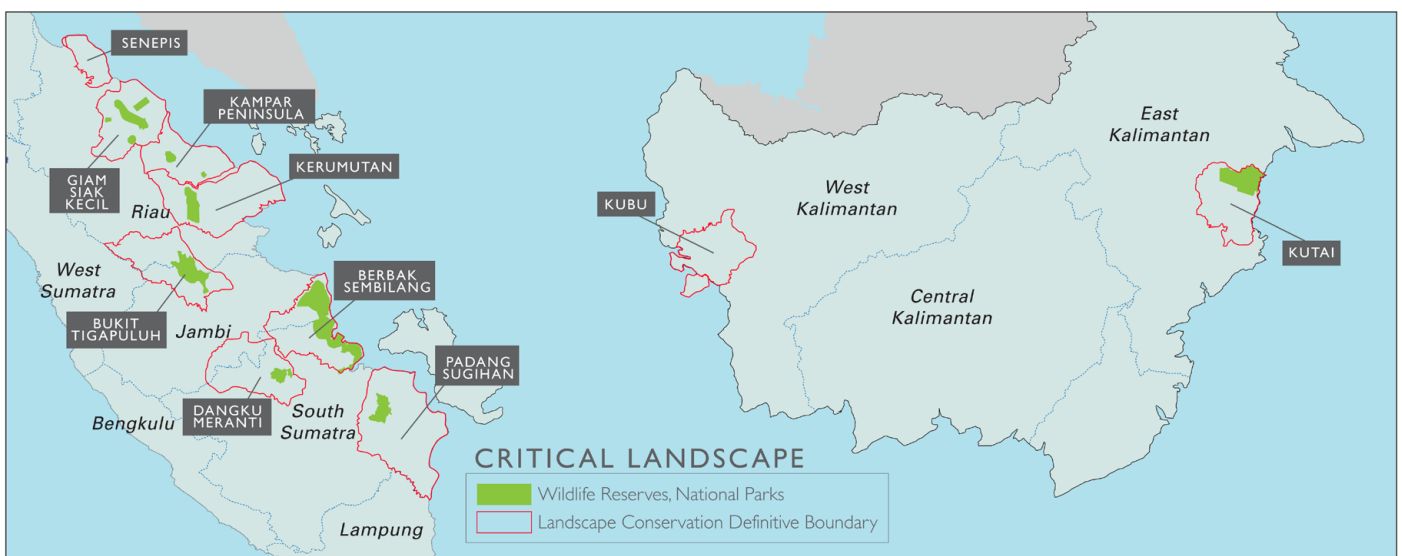 SENEPIS
KAMPAR
PENINSULA
KERUMUTAN
GIAM
SIAK
KECIL
Riau
West
Sumatra
BUKIT
TIGAPULUH
Jambi
BERBAK
SEMBILANG
PADANG
SUGIHAN
DANGKU
MERANTI
Bengkulu
South
Sumatra
Lampung
KUBU
West
Kalimantan
Central
Kalimantan
East
Kalimantan
KUTAI
CRITICAL LANDSCAPE
Wildlife Reserves, National Parks
Landscape Conservation Definitive Boundary